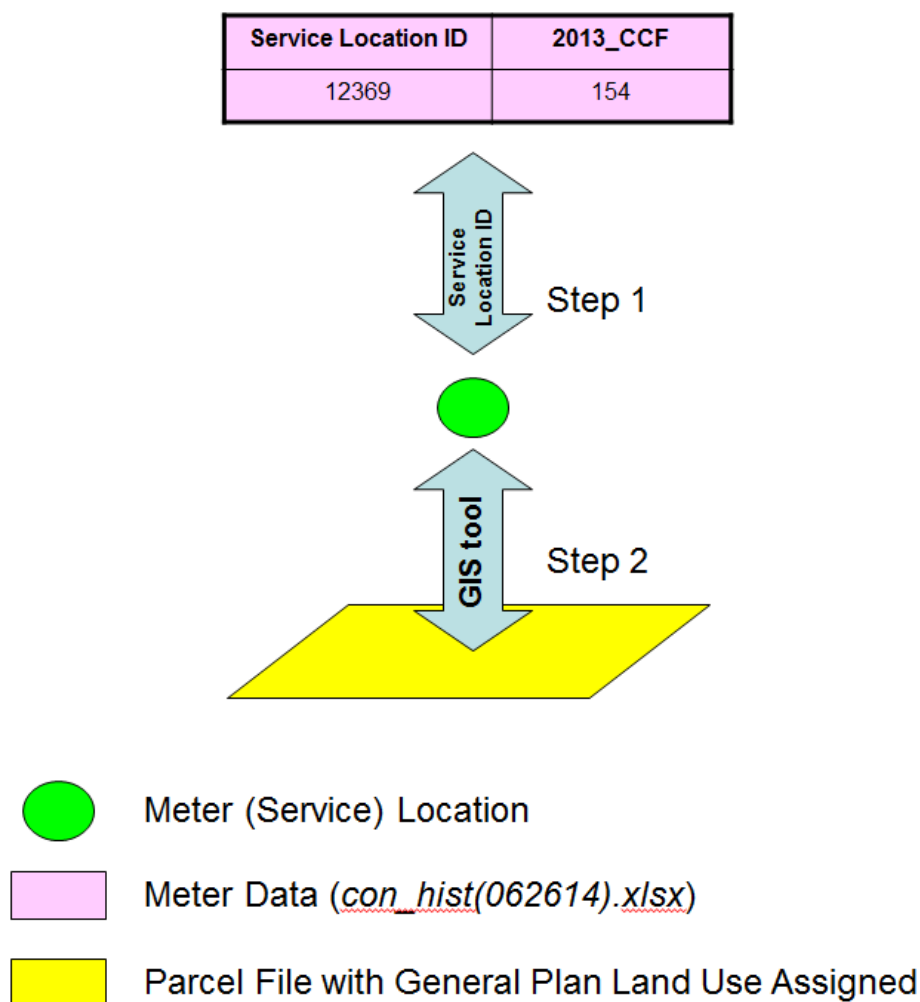 Service Location ID 2013_CCF
12369 154
Service
Location ID
Step 1
GIS tool
Step 2
Meter (Service) Location
Meter Data (con_hist(062614).xlsx)
Parcel File with General Plan Land Use Assigned